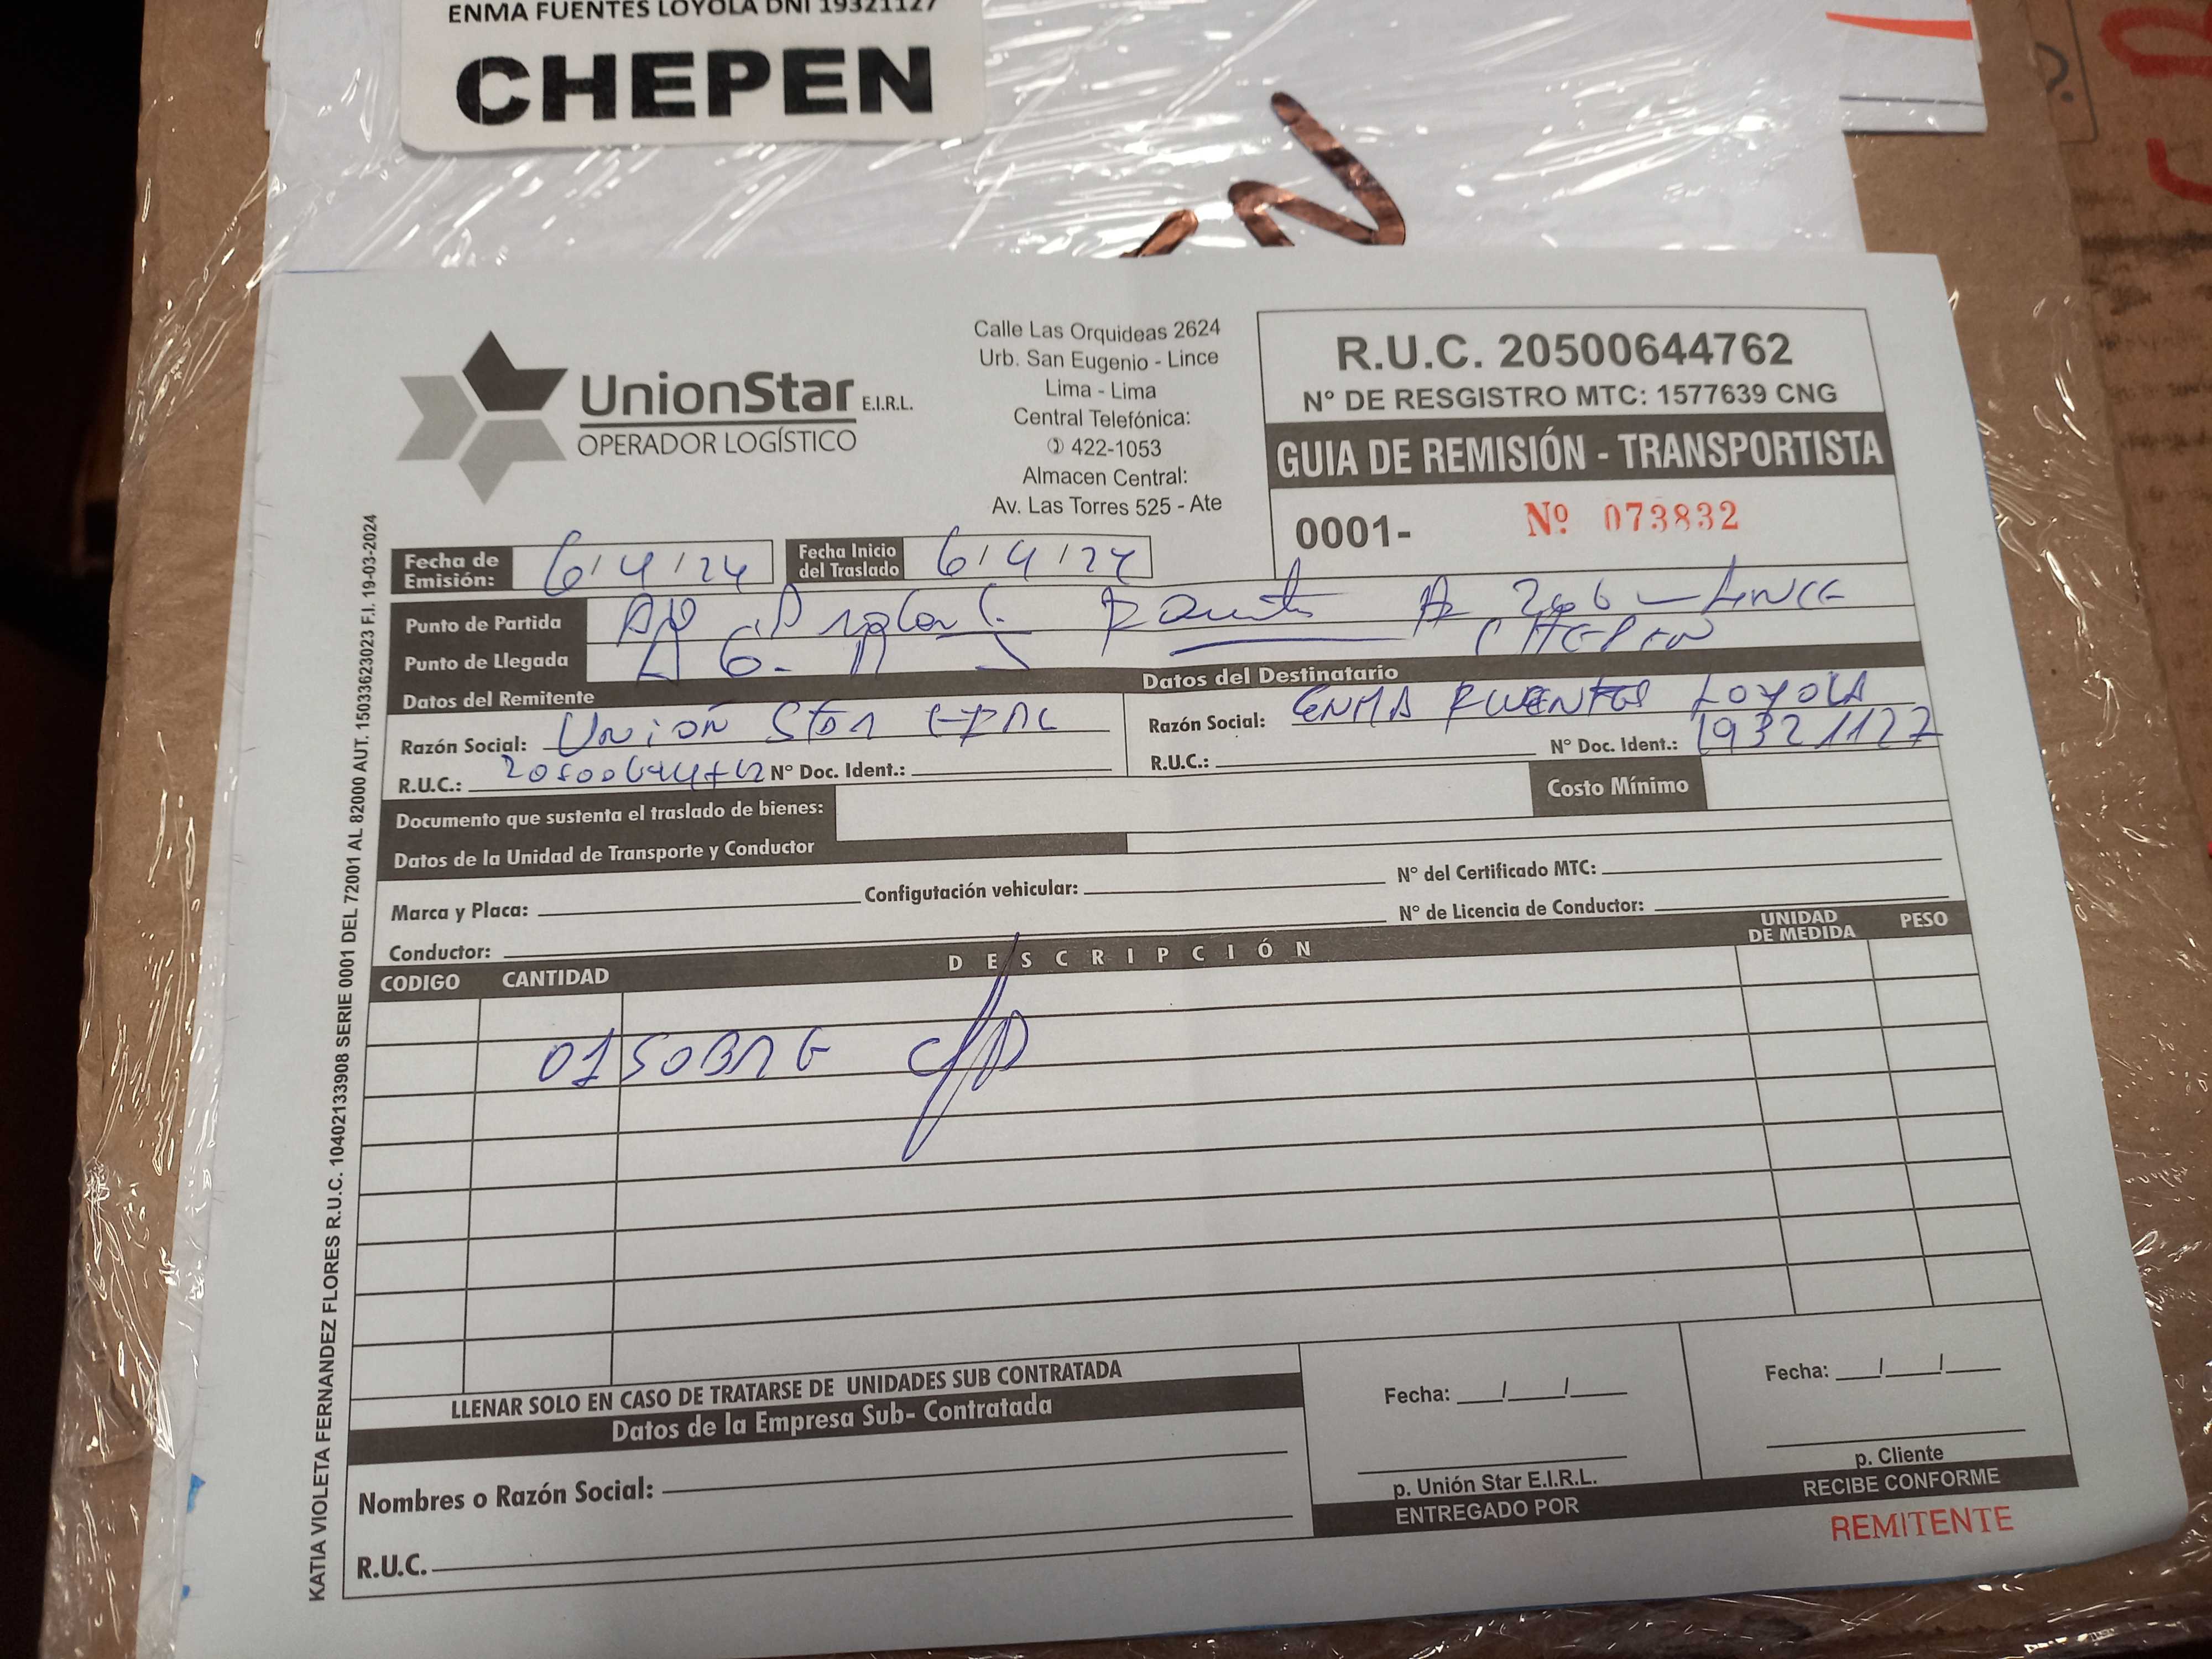 ENMA FUENTES LOYOLA DNI 19321127
CHEPEN
UnionStar E.I.R.L.
OPERADOR LOGÍSTICO
Calle Las Orquideas 2624
Urb. San Eugenio - Lince
Lima - Lima
Central Telefónica:
422-1053
Almacen Central:
Av. Las Torres 525 - Ate
R.U.C. 20500644762
N° DE RESGISTRO MTC: 1577639 CNG
GUIA DE REMISIÓN - TRANSPORTISTA
0001- Nº 073832
Fecha de Emisión: 6/4/24 Fecha Inicio del Traslado 6/4/24
Punto de Partida - LINCE
Punto de Llegada CHEPEN
Datos del Remitente
Razón Social: UNION STAR
R.U.C.: 20500644762 N° Doc. Ident.:
Datos del Destinatario
Razón Social: ENMA FUENTES LOYOLA
R.U.C.: N° Doc. Ident.: 19321127
Documento que sustenta el traslado de bienes:
Costo Mínimo
Datos de la Unidad de Transporte y Conductor
Marca y Placa: Configutación vehicular: N° del Certificado MTC:
Conductor: N° de Licencia de Conductor:
CODIGO CANTIDAD DESCRIPCIÓN UNIDAD DE MEDIDA PESO
01 SOBRE c/D
LLENAR SOLO EN CASO DE TRATARSE DE UNIDADES SUB CONTRATADA
Datos de la Empresa Sub- Contratada
Nombres o Razón Social:
R.U.C.
Fecha: / /
p. Unión Star E.I.R.L.
ENTREGADO POR
Fecha: / /
p. Cliente
RECIBE CONFORME
REMITENTE
KATIA VIOLETA FERNANDEZ FLORES R.U.C. 10402133908 SERIE 0001 DEL 72001 AL 82000 AUT. 15033623023 F.I. 19-03-2024